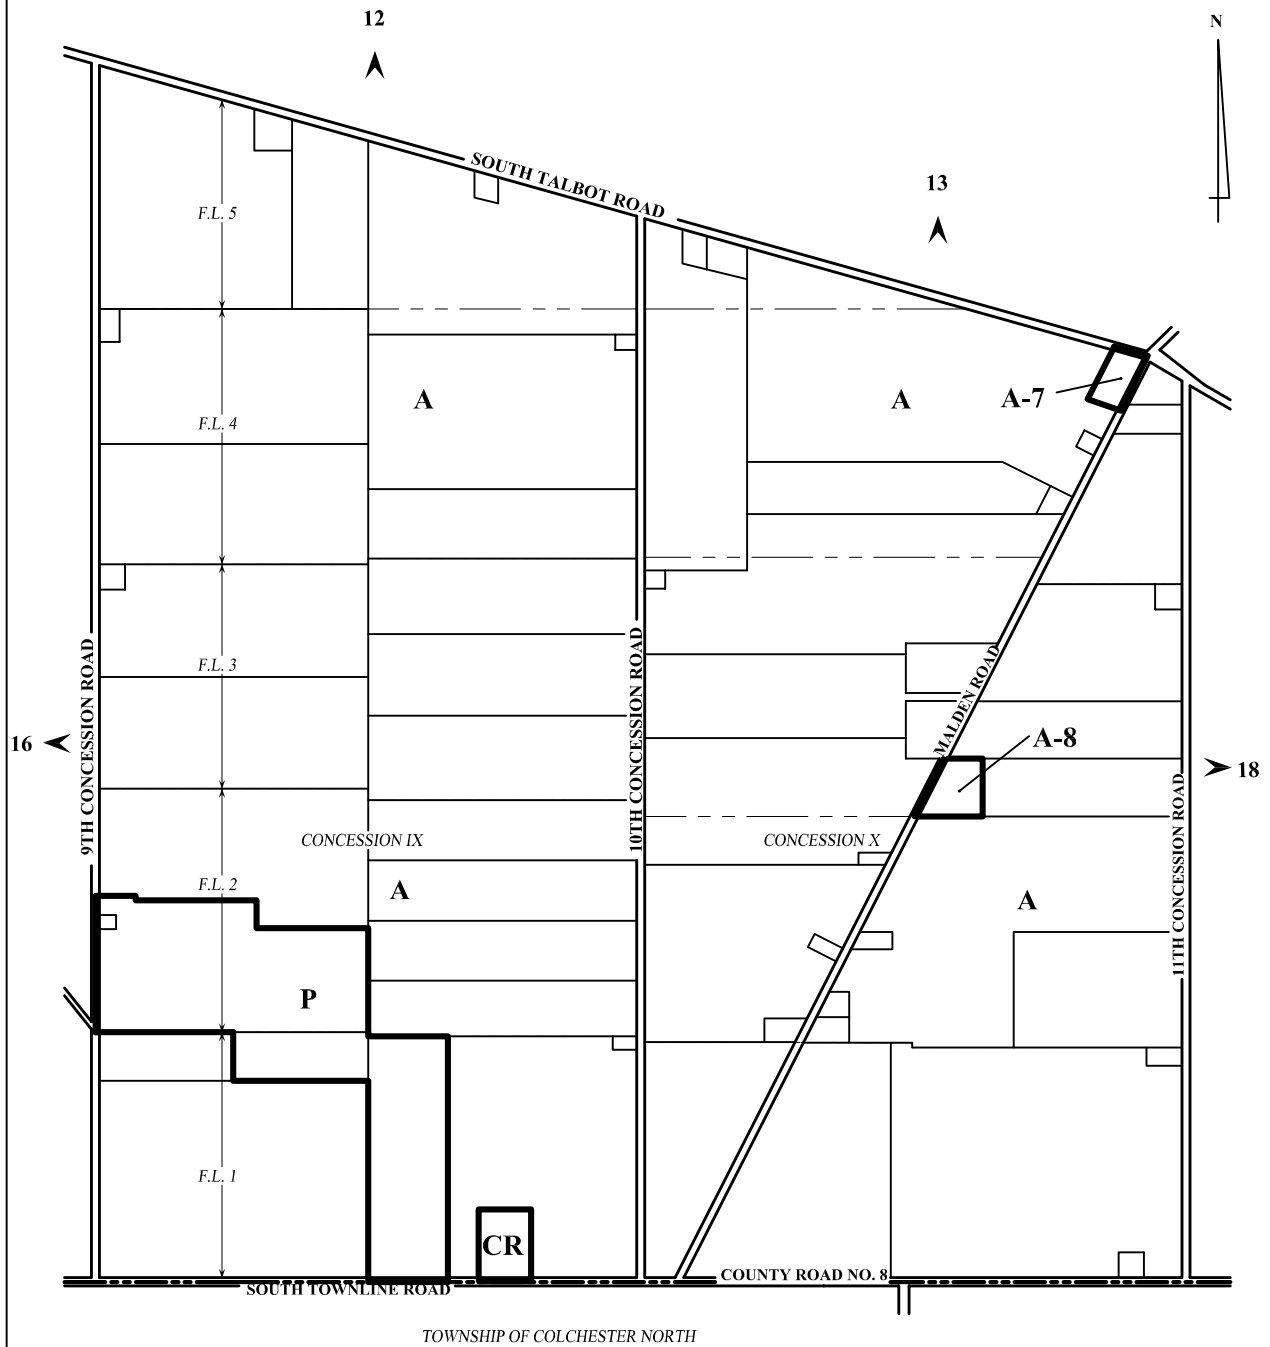 12
N
SOUTH TALBOT ROAD
13
F.L. 5
A
A
A-7
F.L. 4
9TH CONCESSION ROAD
F.L. 3
10TH CONCESSION ROAD
MALDEN ROAD
16
A-8
18
11TH CONCESSION ROAD
CONCESSION IX
CONCESSION X
F.L. 2
A
A
P
F.L. 1
CR
COUNTY ROAD NO. 8
SOUTH TOWNLINE ROAD
TOWNSHIP OF COLCHESTER NORTH